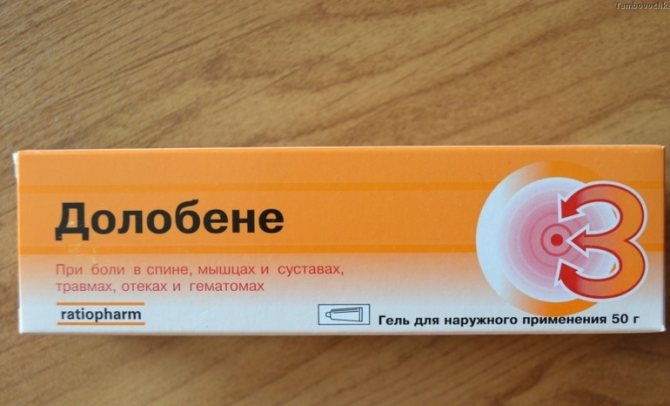 Долобене
3
При боли в спине, мышцах и суставах,
травмах, отеках и гематомах
ratiopharm
Гель для наружного применения 50 г